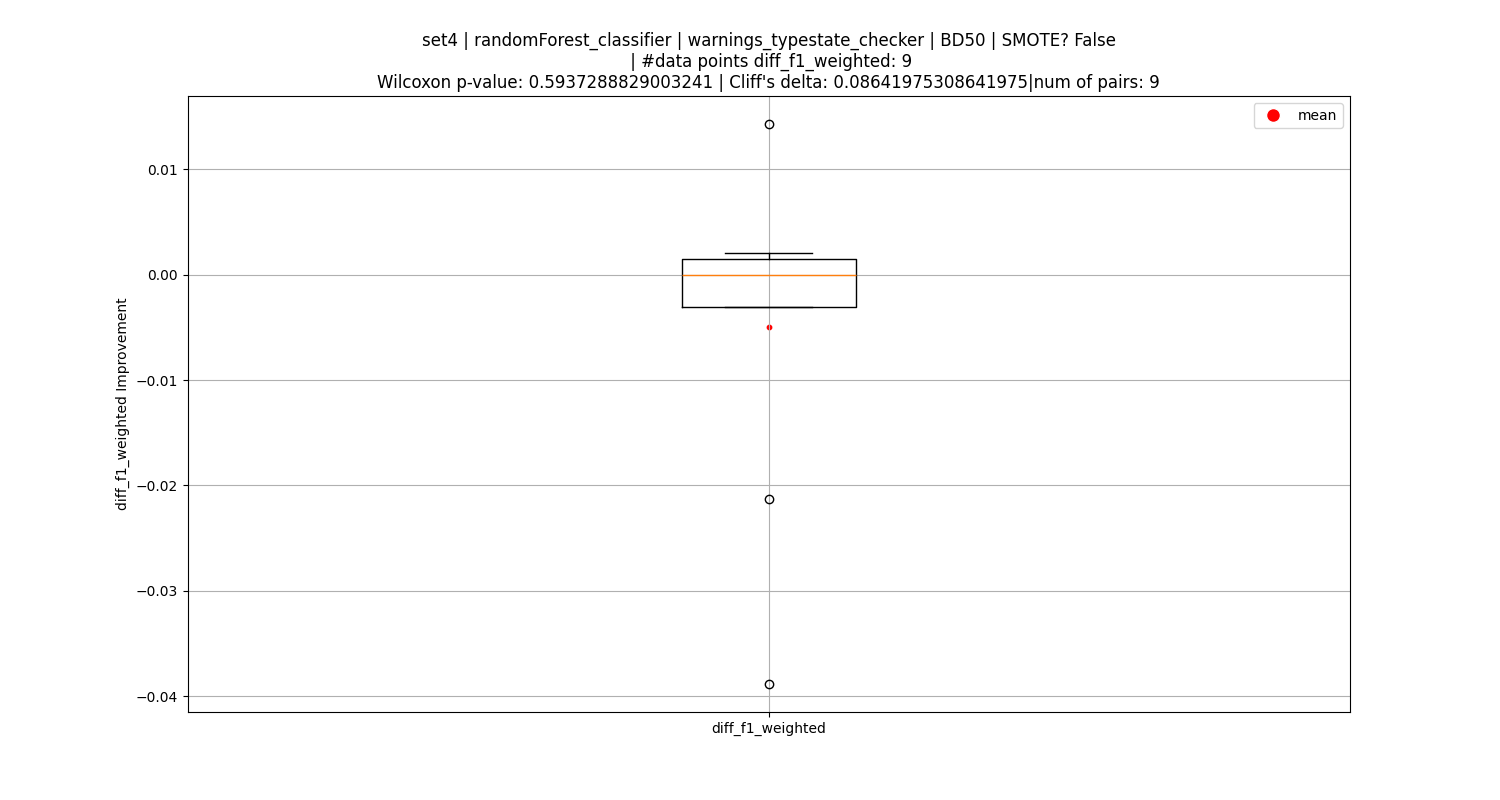 set4 | randomForest_classifier | warnings_typestate_checker | BD50 | SMOTE? False
| #data points diff_f1_weighted: 9
Wilcoxon p-value: 0.5937288829003241 | Cliff's delta: 0.08641975308641975|num of pairs: 9
mean
0.01
0.00
−0.01
−0.02
−0.03
−0.04
diff_f1_weighted Improvement
diff_f1_weighted